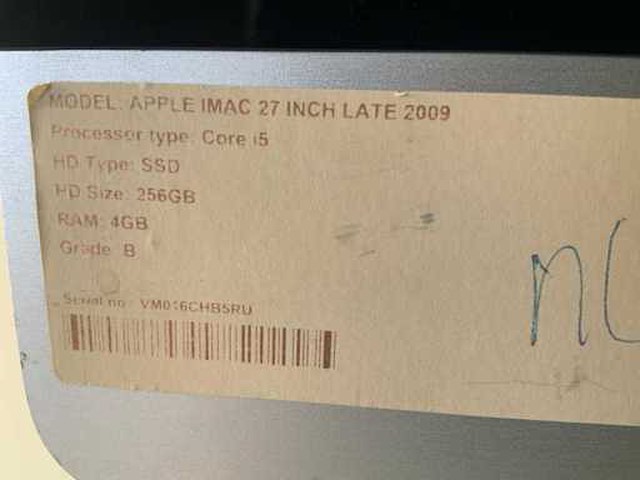 MODEL: APPLE IMAC 27 INCH LATE 2009
Processor type: Core i5
HD Type: SSD
HD Size: 256GB
RAM: 4GB
Grade B
Serial no: VM016CHB5RU